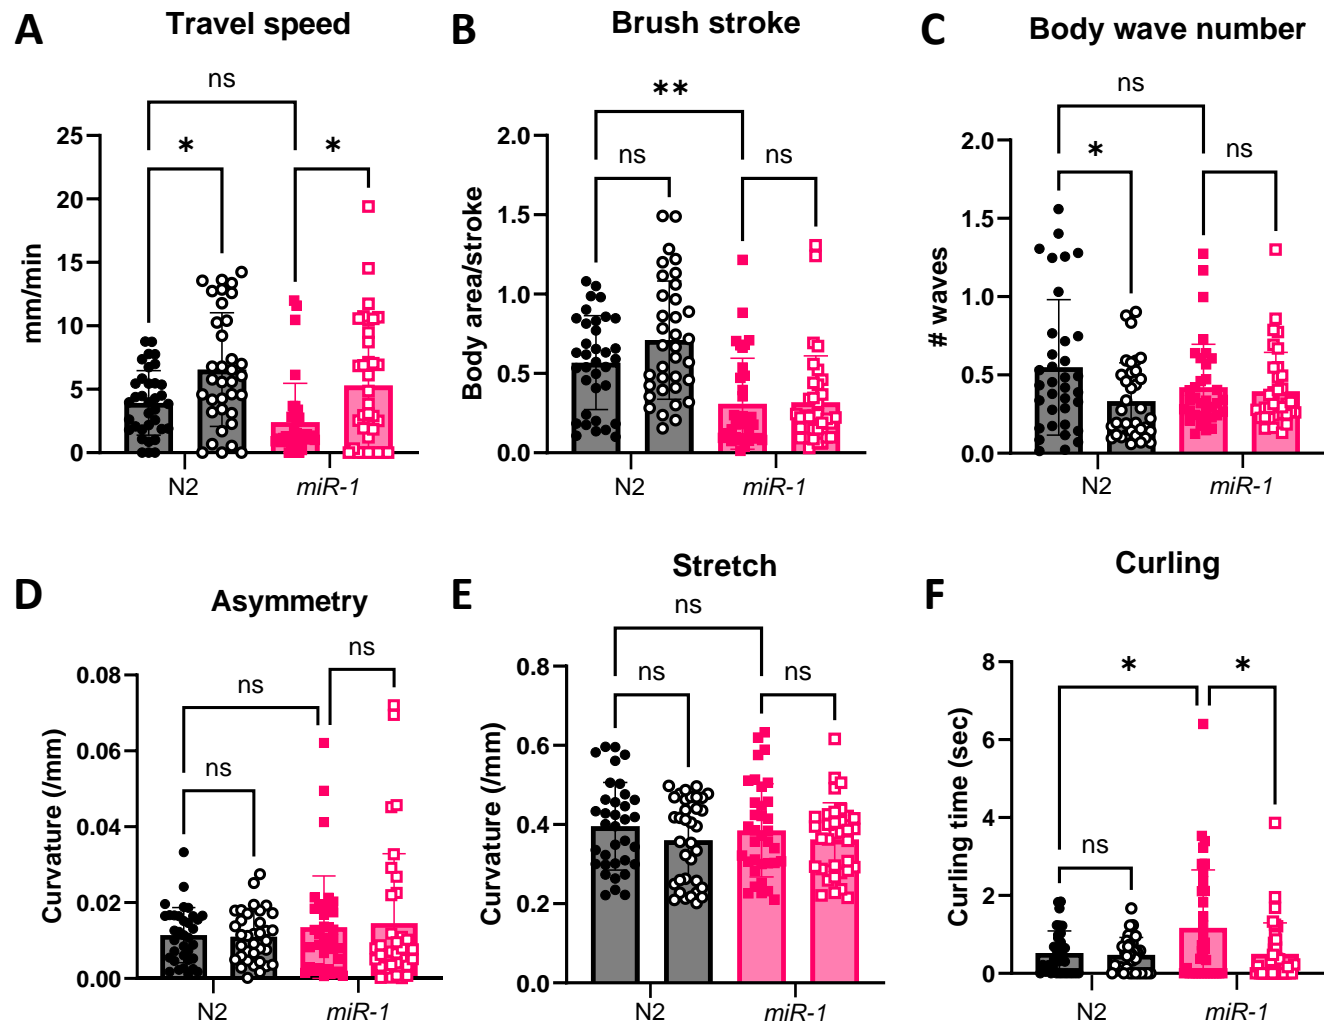 A
Travel speed
ns
*
*
mm/min
25
20
15
10
5
0
N2
miR-1
B
Brush stroke
**
ns
ns
Body area/stroke
2.0
1.5
1.0
0.5
0.0
N2
miR-1
C
Body wave number
ns
*
ns
# waves
2.0
1.5
1.0
0.5
0.0
N2
miR-1
D
Asymmetry
ns
ns
ns
Curvature (/mm)
0.08
0.06
0.04
0.02
0.00
N2
miR-1
E
Stretch
ns
ns
ns
Curvature (/mm)
0.8
0.6
0.4
0.2
0.0
N2
miR-1
F
Curling
*
*
ns
Curling time (sec)
8
6
4
2
0
N2
miR-1